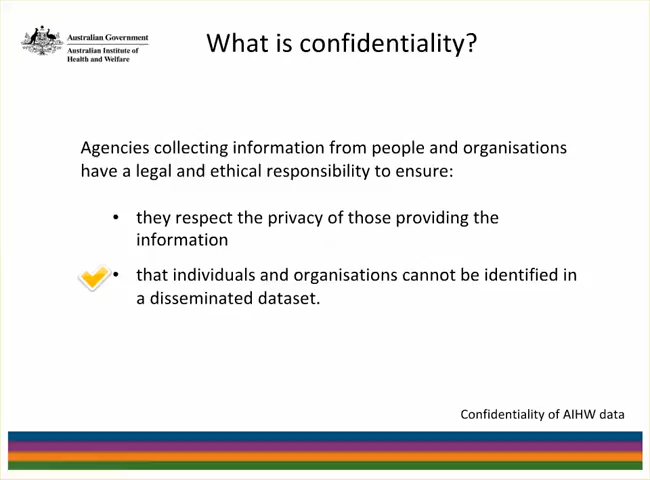 Australian Government
Australian Institute of
Health and Welfare
What is confidentiality?
Agencies collecting information from people and organisations
have a legal and ethical responsibility to ensure:
• they respect the privacy of those providing the
information
• that individuals and organisations cannot be identified in
a disseminated dataset.
Confidentiality of AIHW data